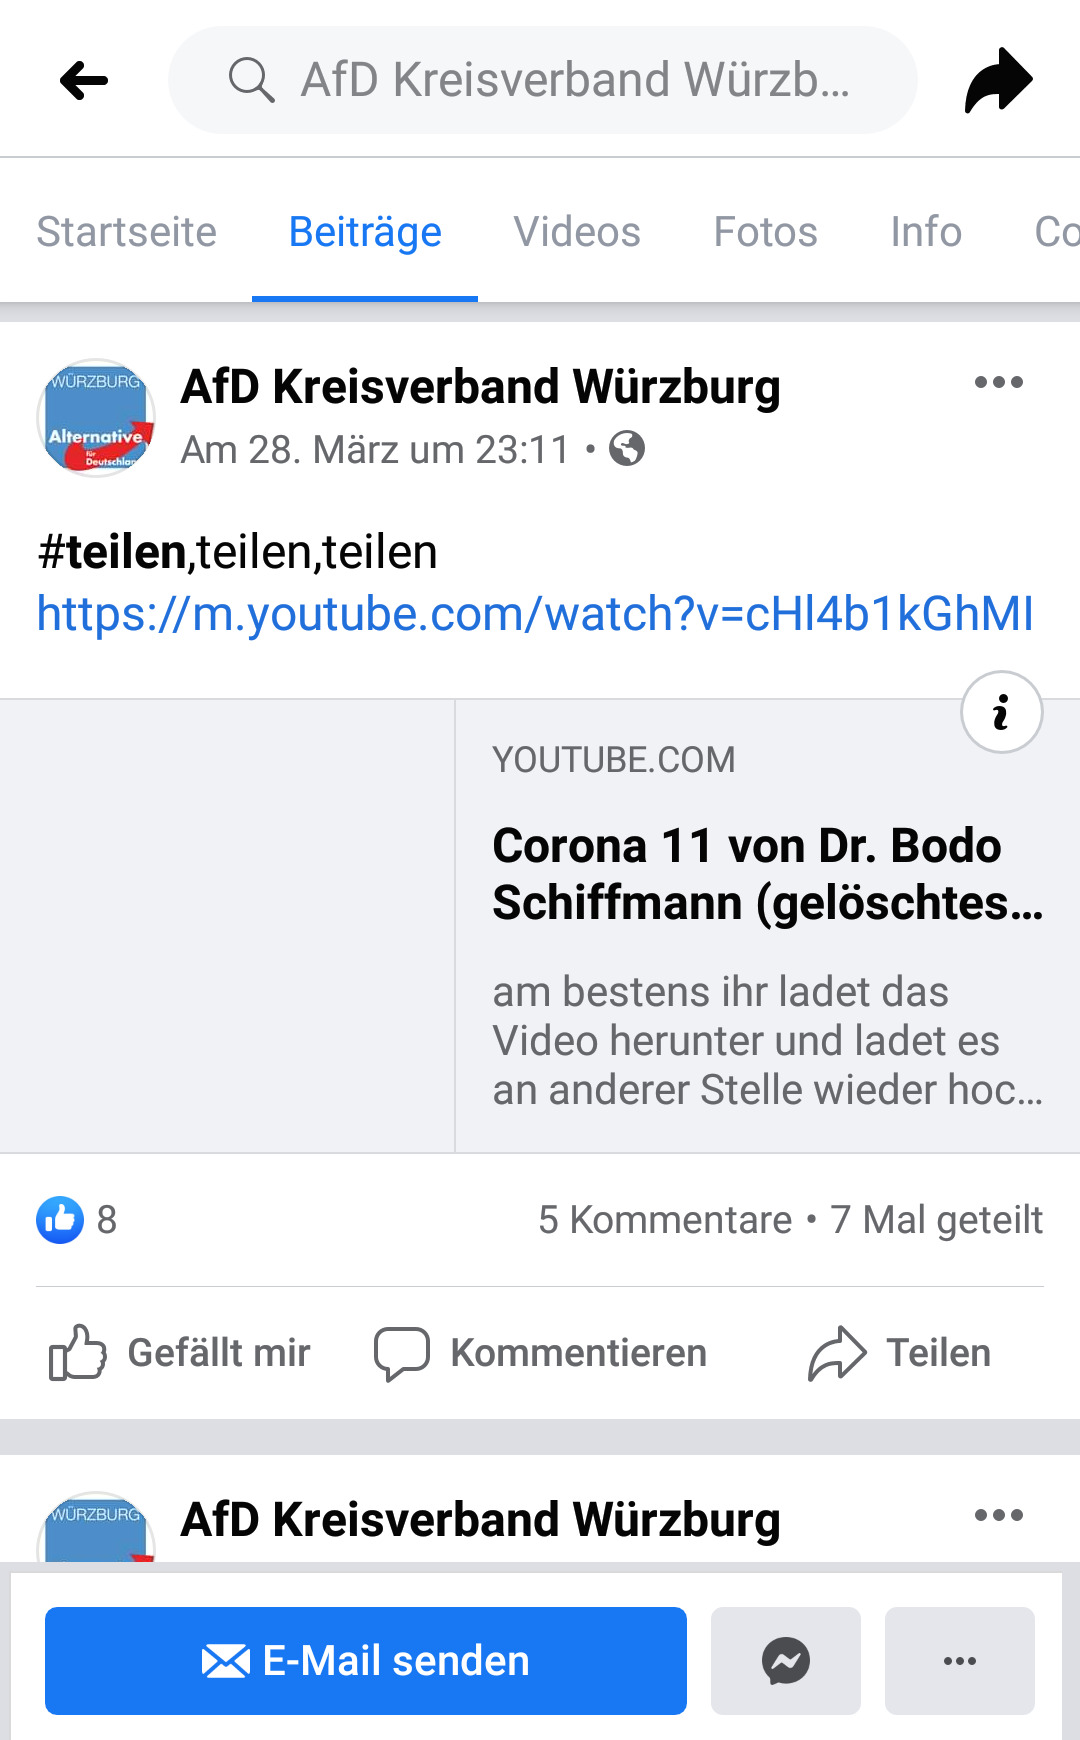 AfD Kreisverband Würzb...
Startseite Beiträge Videos Fotos Info Co
WÜRZBURG
Alternative
für
Deutschlan
AfD Kreisverband Würzburg
Am 28. März um 23:11 •
#teilen,teilen,teilen
https://m.youtube.com/watch?v=cHl4b1kGhMI
i
YOUTUBE.COM
Corona 11 von Dr. Bodo
Schiffmann (gelöschtes...
am bestens ihr ladet das
Video herunter und ladet es
an anderer Stelle wieder hoc...
8 5 Kommentare • 7 Mal geteilt
Gefällt mir Kommentieren Teilen
WÜRZBURG
AfD Kreisverband Würzburg
E-Mail senden